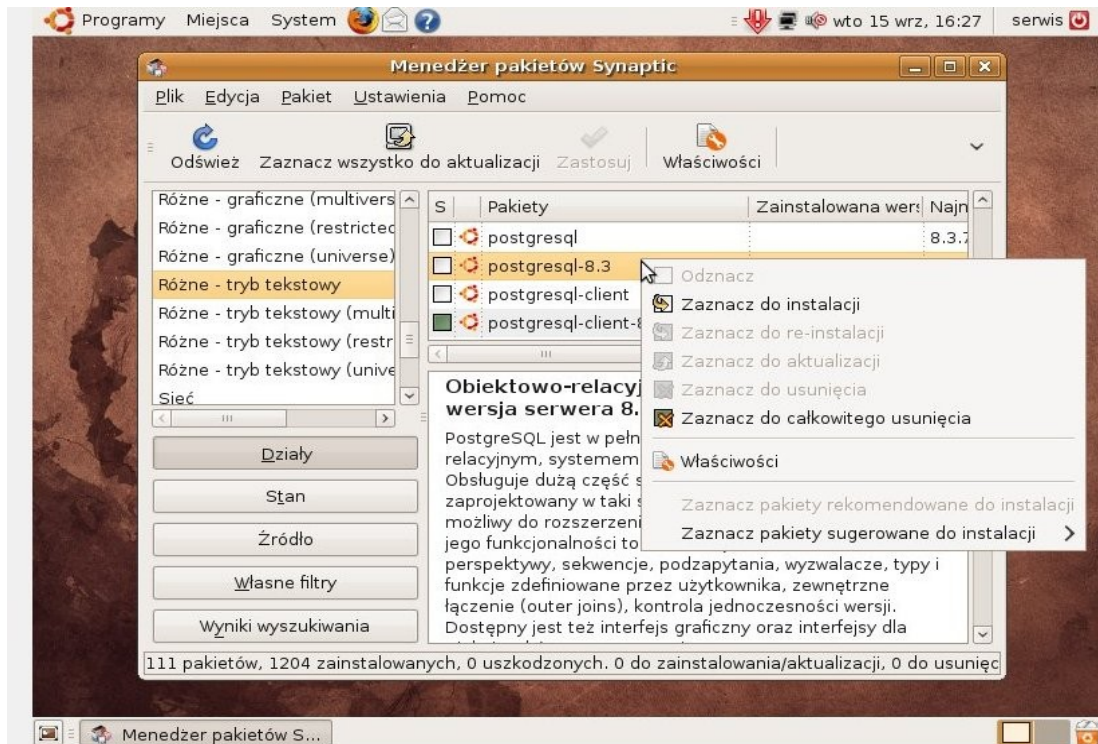 Programy Miejsca System wto 15 wrz, 16:27 serwis
Menedżer pakietów Synaptic
Plik Edycja Pakiet Ustawienia Pomoc
Odśwież Zaznacz wszystko do aktualizacji Zastosuj Właściwości
Różne - graficzne (multivers
Różne - graficzne (restricted
Różne - graficzne (universe)
Różne - tryb tekstowy
Różne - tryb tekstowy (multi
Różne - tryb tekstowy (restr
Różne - tryb tekstowy (unive
Sieć
Działy
Stan
Źródło
Własne filtry
Wyniki wyszukiwania
S Pakiety Zainstalowana wers Najn
postgresql 8.3.7
postgresql-8.3
postgresql-client
postgresql-client-8
Odznacz
Zaznacz do instalacji
Zaznacz do re-instalacji
Zaznacz do aktualizacji
Zaznacz do usunięcia
Zaznacz do całkowitego usunięcia
Właściwości
Zaznacz pakiety rekomendowane do instalacji
Zaznacz pakiety sugerowane do instalacji
Obiektowo-relacyj
wersja serwera 8.
PostgreSQL jest w pełn
relacyjnym, systemem
Obsługuje dużą część s
zaprojektowany w taki s
możliwy do rozszerzeni
jego funkcjonalności to
perspektywy, sekwencje, podzapytania, wyzwalacze, typy i
funkcje zdefiniowane przez użytkownika, zewnętrzne
łączenie (outer joins), kontrola jednoczesności wersji.
Dostępny jest też interfejs graficzny oraz interfejsy dla
111 pakietów, 1204 zainstalowanych, 0 uszkodzonych. 0 do zainstalowania/aktualizacji, 0 do usunięc
Menedżer pakietów S...